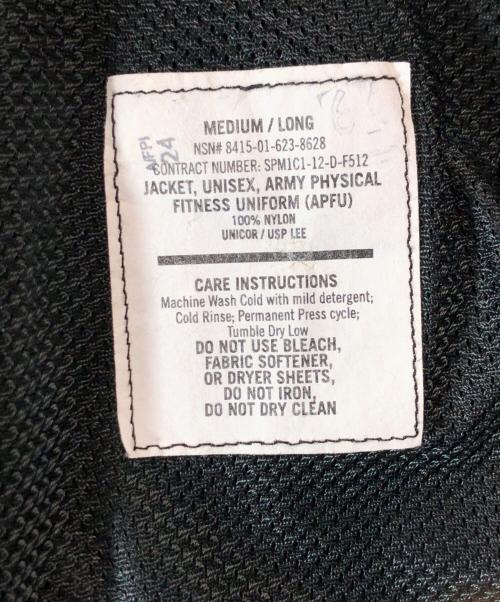 MEDIUM / LONG
NSN# 8415-01-623-8628
CONTRACT NUMBER: SPM1C1-12-D-F512
JACKET, UNISEX, ARMY PHYSICAL
FITNESS UNIFORM (APFU)
100% NYLON
UNICOR / USP LEE
CARE INSTRUCTIONS
Machine Wash Cold with mild detergent;
Cold Rinse; Permanent Press cycle;
Tumble Dry Low
DO NOT USE BLEACH,
FABRIC SOFTENER,
OR DRYER SHEETS,
DO NOT IRON,
DO NOT DRY CLEAN
24